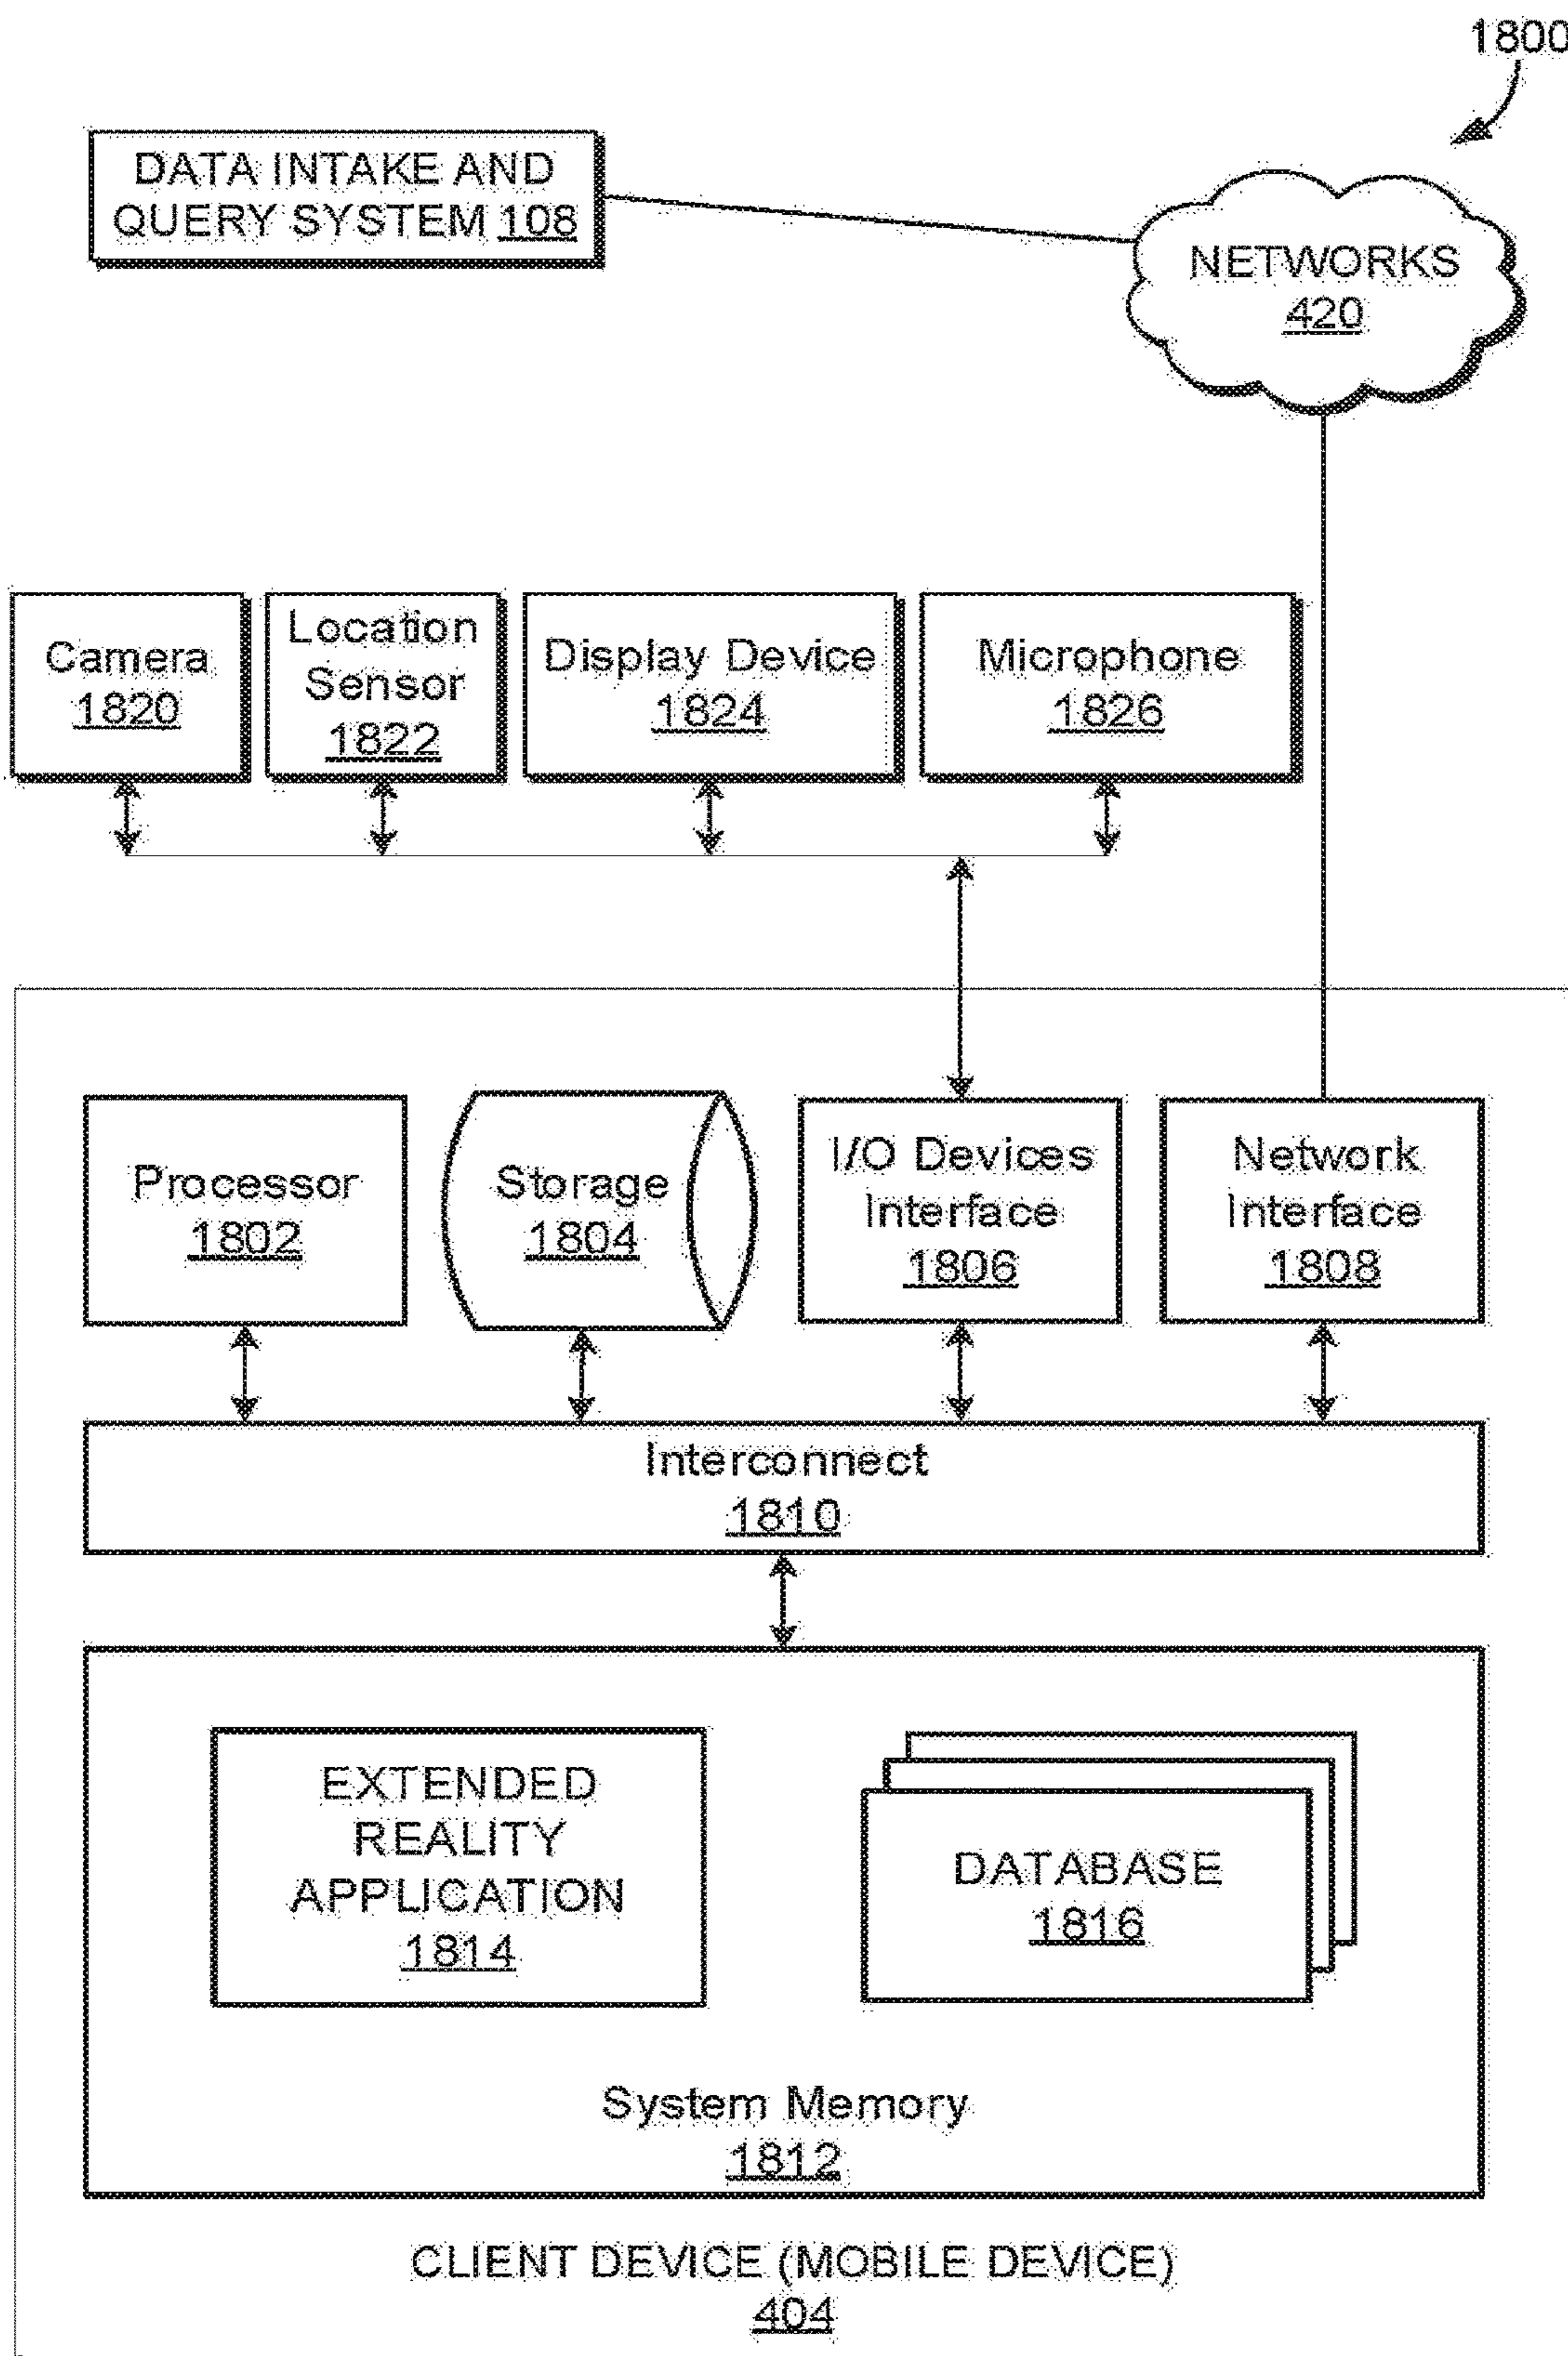 1800
DATA INTAKE AND
QUERY SYSTEM 108
NETWORKS
420
Camera
1820
Location
Sensor
1822
Display Device
1824
Microphone
1826
Processor
1802
Storage
1804
I/O Devices
Interface
1806
Network
Interface
1808
Interconnect
1810
EXTENDED
REALITY
APPLICATION
1814
DATABASE
1816
System Memory
1812
CLIENT DEVICE (MOBILE DEVICE)
404